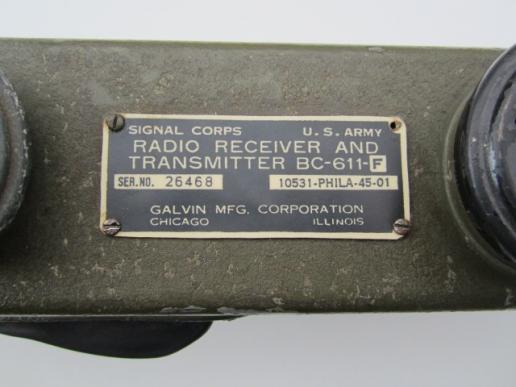 SIGNAL CORPS U.S. ARMY
RADIO RECEIVER AND
TRANSMITTER BC-611-F
SER.NO. 26468 10531-PHILA-45-01
GALVIN MFG. CORPORATION
CHICAGO ILLINOIS